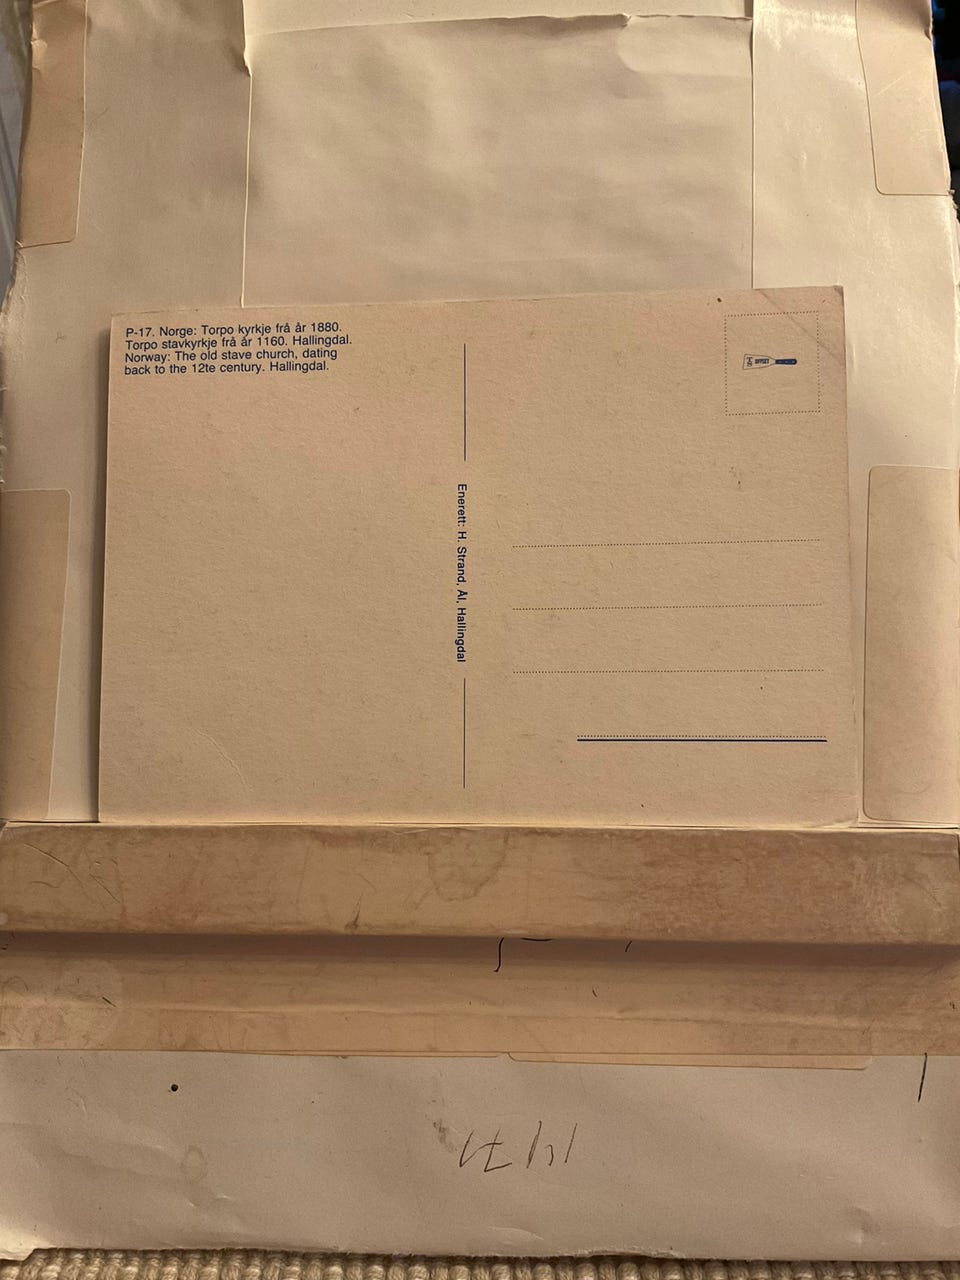 P-17. Norge: Torpo kyrkje frå år 1880.
Torpo stavkyrkje frå år 1160. Hallingdal.
Norway: The old stave church, dating
back to the 12te century. Hallingdal.
Enerett: H. Strand, Ål, Hallingdal
OFFSET